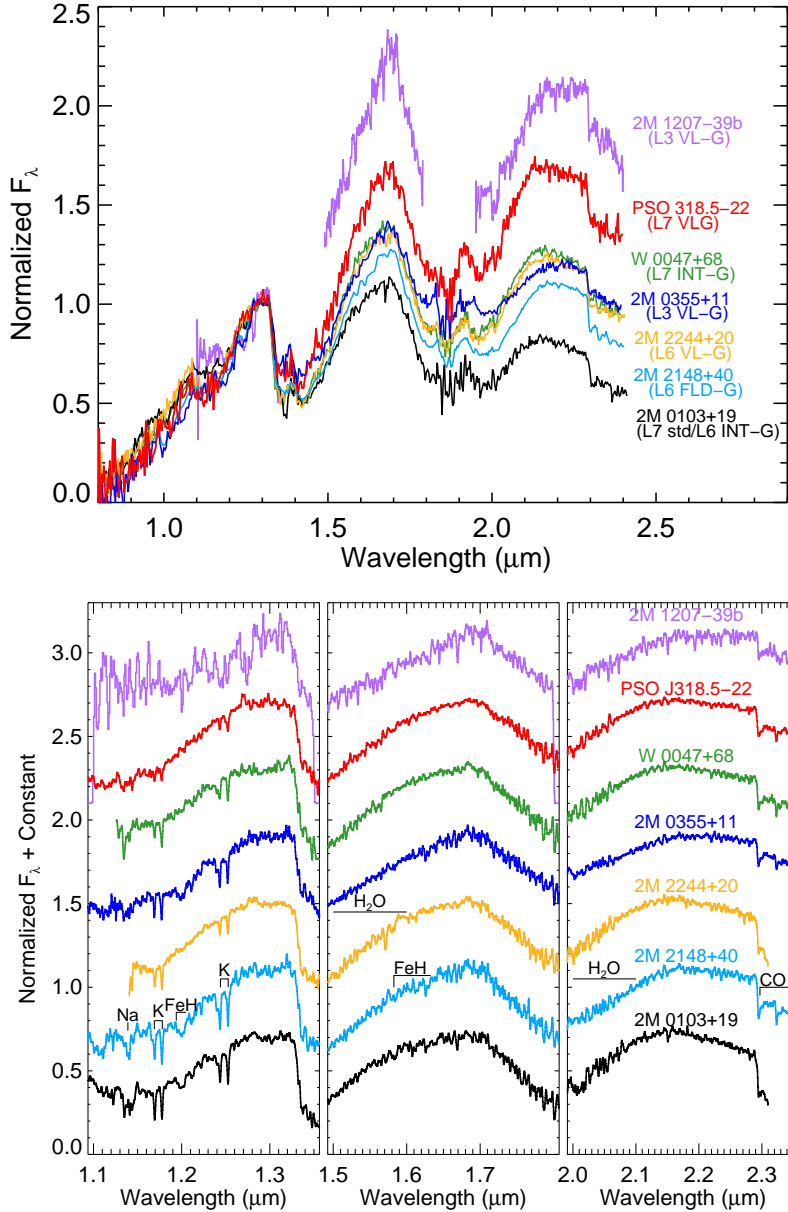 2.5
2.0
1.5
1.0
0.5
0.0
Normalized Fλ
2M 1207−39b
(L3 VL−G)
PSO 318.5−22
(L7 VLG)
W 0047+68
(L7 INT−G)
2M 0355+11
(L3 VL−G)
2M 2244+20
(L6 VL−G)
2M 2148+40
(L6 FLD−G)
2M 0103+19
(L7 std/L6 INT−G)
1.0 1.5 2.0 2.5
Wavelength (μm)
3.0
2.5
2.0
1.5
1.0
0.5
0.0
Normalized Fλ + Constant
2M 1207−39b
PSO J318.5−22
W 0047+68
2M 0355+11
H₂O
2M 2244+20
K
FeH
H₂O
2M 2148+40
CO
Na
K
FeH
2M 0103+19
1.1 1.2 1.3
1.5 1.6 1.7
2.0 2.1 2.2 2.3
Wavelength (μm)
Wavelength (μm)
Wavelength (μm)